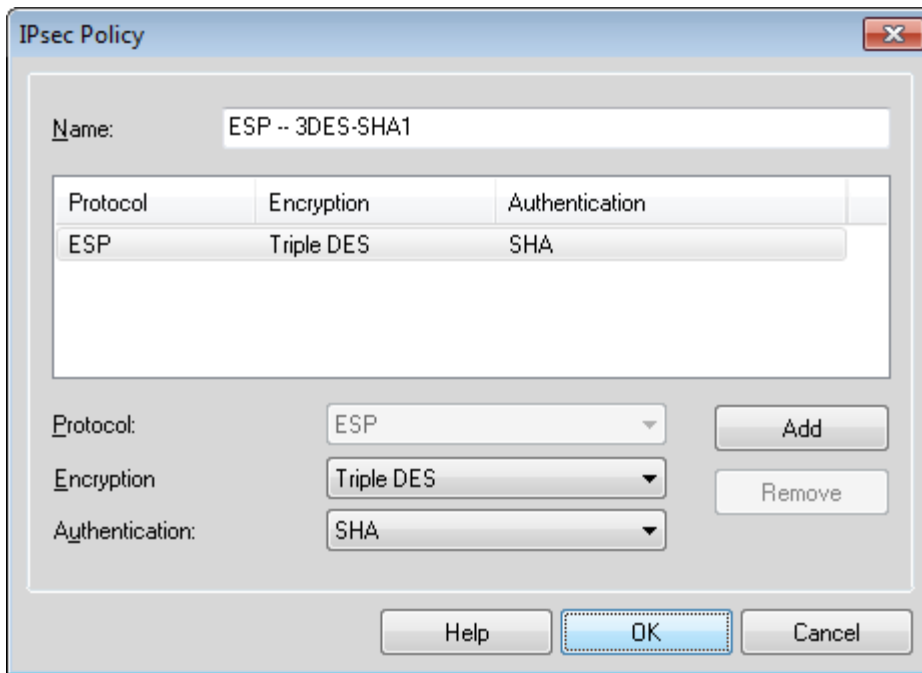 IPsec Policy
Name: ESP -- 3DES-SHA1
Protocol Encryption Authentication
ESP Triple DES SHA
Protocol: ESP Add
Encryption Triple DES Remove
Authentication: SHA
Help OK Cancel